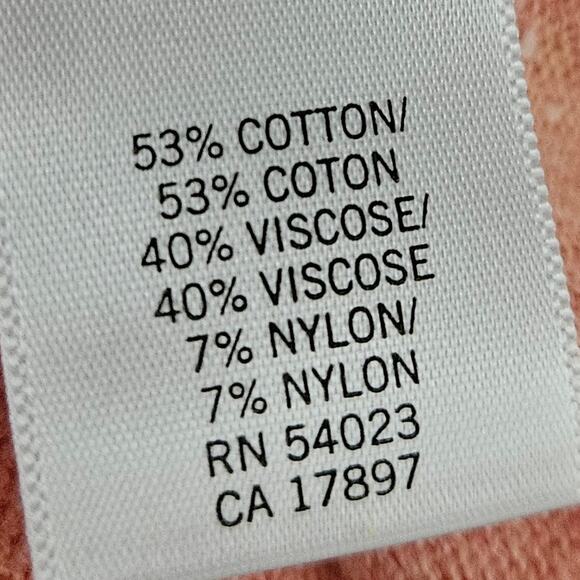 53% COTTON/
53% COTON
40% VISCOSE/
40% VISCOSE
7% NYLON/
7% NYLON
RN 54023
CA 17897